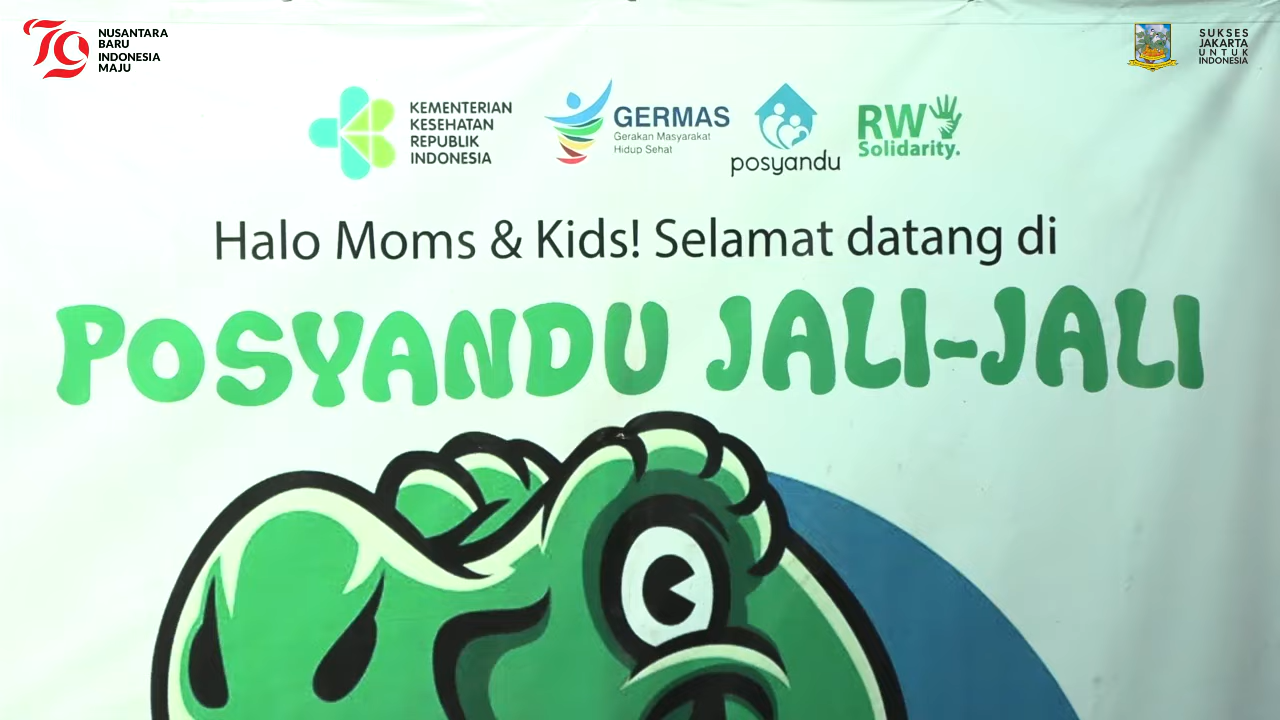 79
NUSANTARA
BARU
INDONESIA
MAJU
SUKSES
JAKARTA
UNTUK
INDONESIA
KEMENTERIAN
KESEHATAN
REPUBLIK
INDONESIA
GERMAS
Gerakan Masyarakat
Hidup Sehat
posyandu
RW
Solidarity.
Halo Moms & Kids! Selamat datang di
POSYANDU JALI-JALI